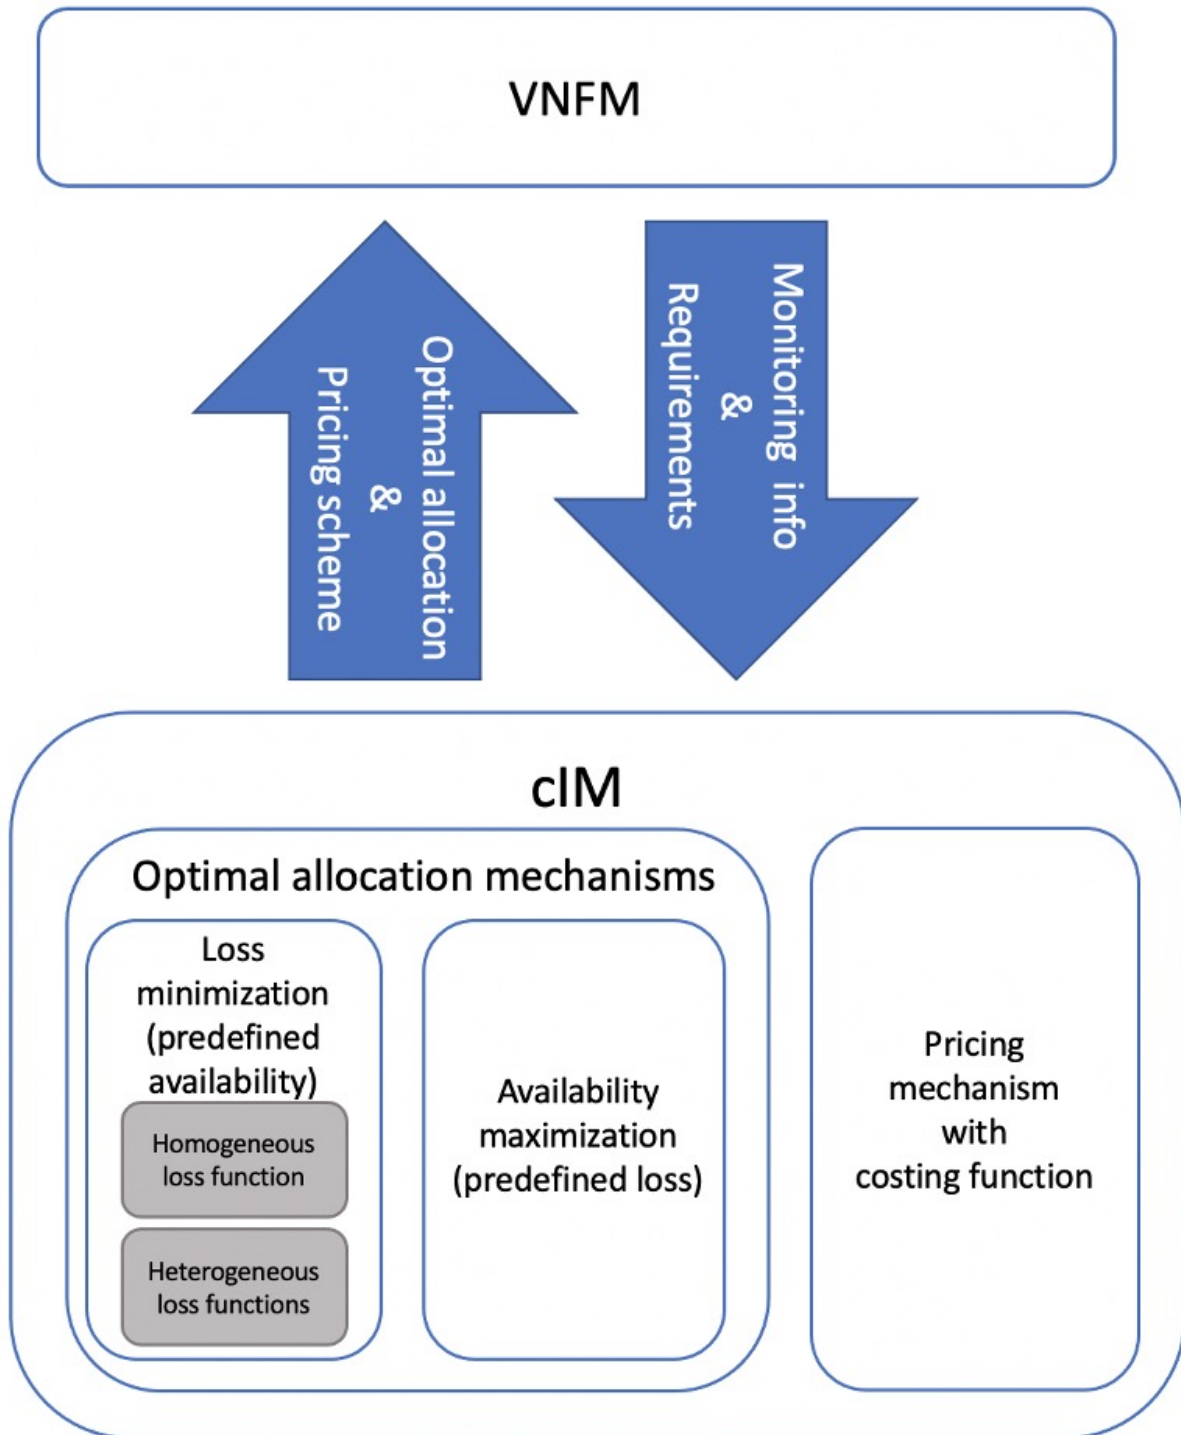 VNFM
Optimal allocation
&
Pricing scheme
Monitoring info
&
Requirements
cIM
Optimal allocation mechanisms
Loss
minimization
(predefined
availability)
Homogeneous
loss function
Heterogeneous
loss functions
Availability
maximization
(predefined loss)
Pricing
mechanism
with
costing function